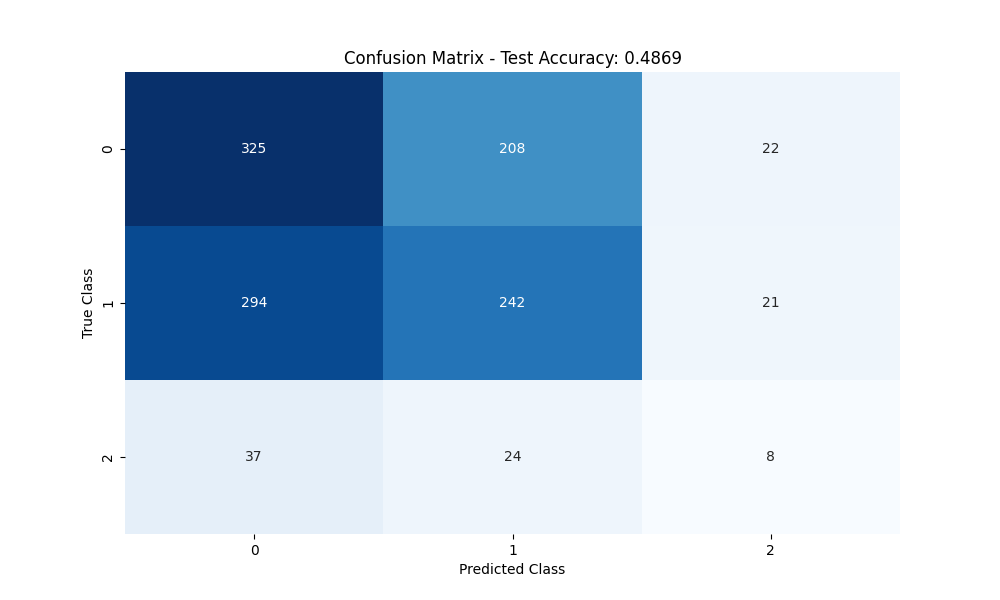 Confusion Matrix - Test Accuracy: 0.4869
0 325 208 22
1 294 242 21
2 37 24 8
True Class
0 1 2
Predicted Class